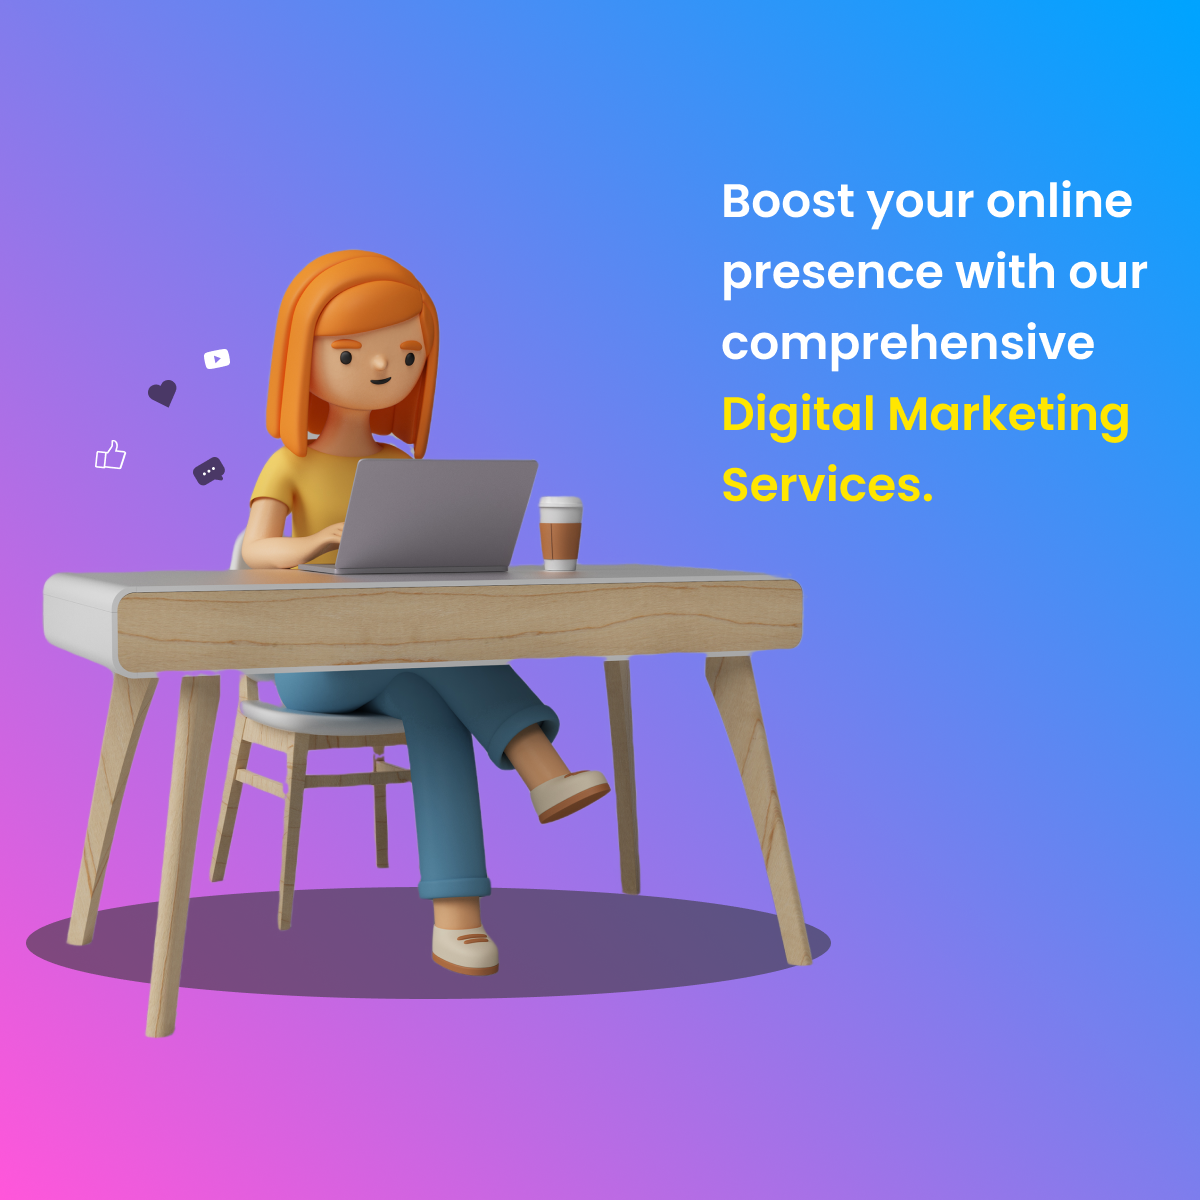 Boost your online
presence with our
comprehensive
Digital Marketing
Services.